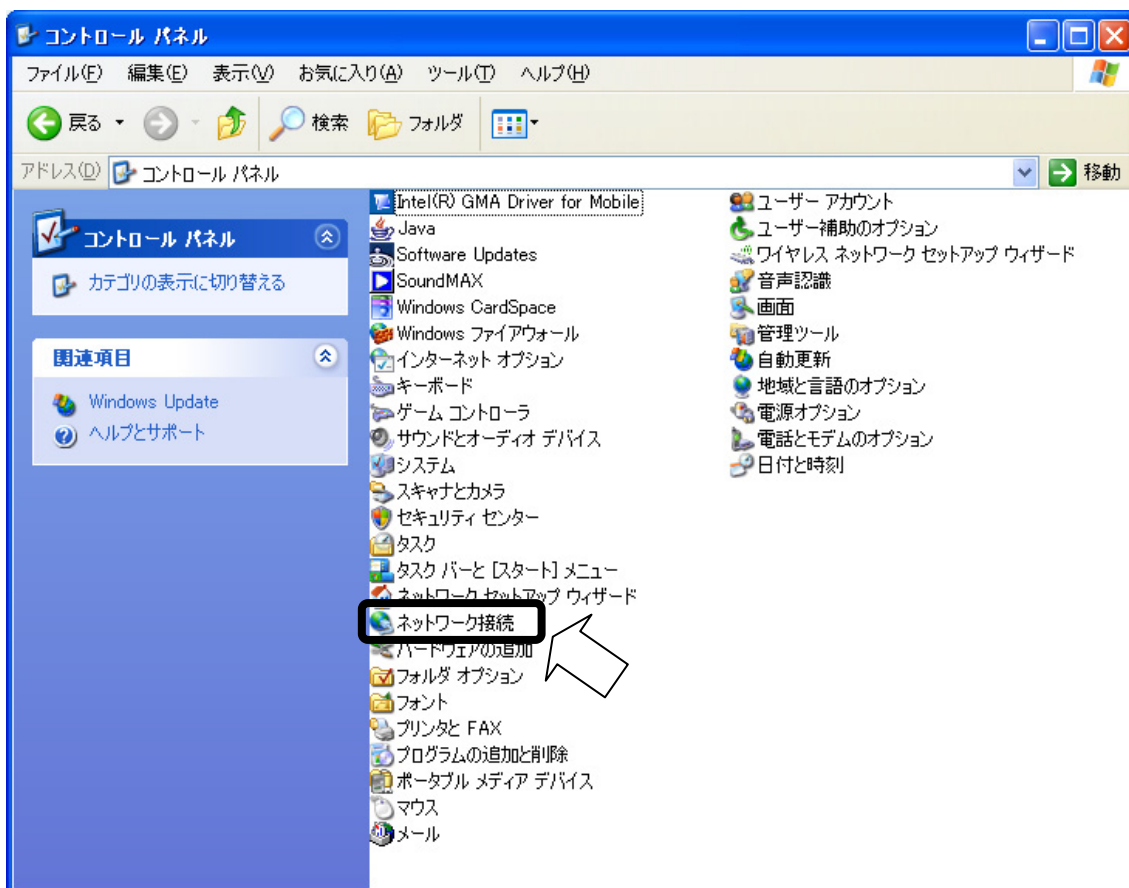 コントロール パネル
ファイル(F) 編集(E) 表示(V) お気に入り(A) ツール(T) ヘルプ(H)
戻る 検索 フォルダ
アドレス(D) コントロール パネル 移動
コントロール パネル
カテゴリの表示に切り替える
関連項目
Windows Update
ヘルプとサポート
Intel(R) GMA Driver for Mobile
Java
Software Updates
SoundMAX
Windows CardSpace
Windows ファイアウォール
インターネット オプション
キーボード
ゲーム コントローラ
サウンドとオーディオ デバイス
システム
スキャナとカメラ
セキュリティ センター
タスク
タスク バーと [スタート] メニュー
ネットワーク セットアップ ウィザード
ネットワーク接続
ハードウェアの追加
フォルダ オプション
フォント
プリンタと FAX
プログラムの追加と削除
ポータブル メディア デバイス
マウス
メール
ユーザー アカウント
ユーザー補助のオプション
ワイヤレス ネットワーク セットアップ ウィザード
音声認識
画面
管理ツール
自動更新
地域と言語のオプション
電源オプション
電話とモデムのオプション
日付と時刻